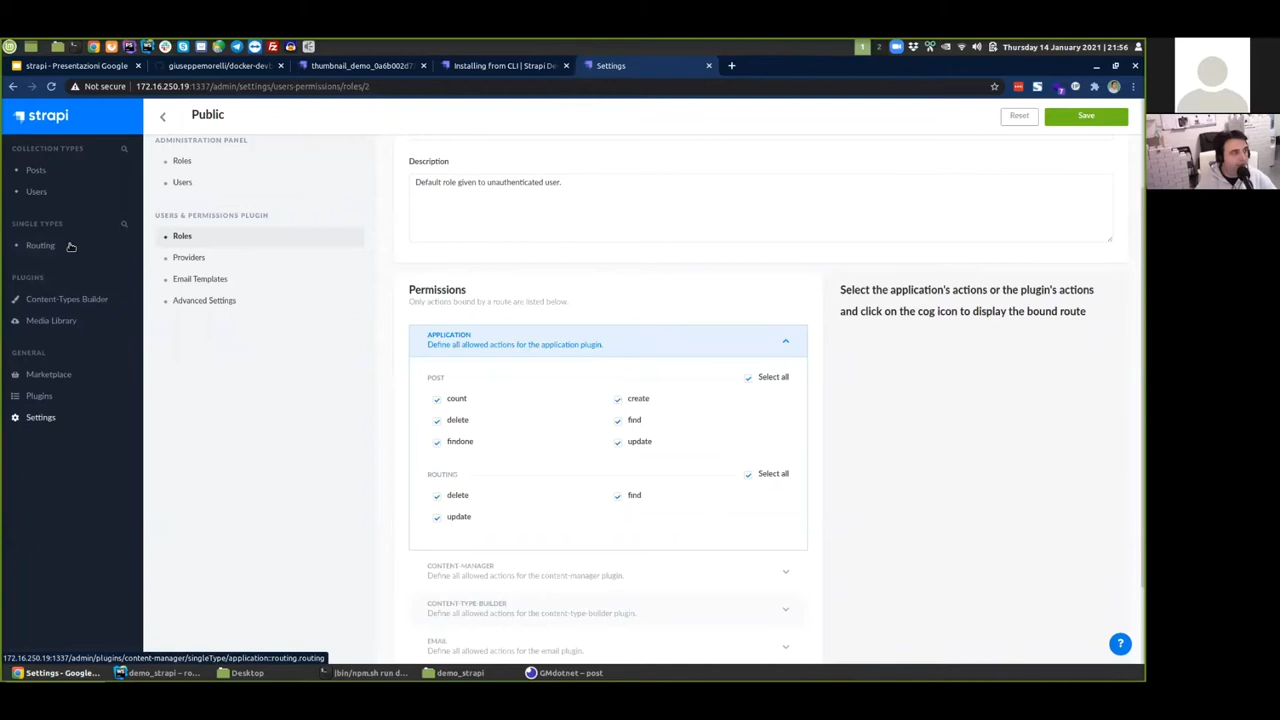 Thursday 14 January 2021 ● 21:56
1
2
strapi - Presentazioni Google
giuseppemorelli/docker-dev
thumbnail_demo_0a6b002d7
Installing from CLI | Strapi De
Settings
Not secure
172.16.250.19:1337/admin/settings/users-permissions/roles/2
strapi
COLLECTION TYPES
Posts
Users
SINGLE TYPES
Routing
PLUGINS
Content-Types Builder
Media Library
GENERAL
Marketplace
Plugins
Settings
Public
Reset
Save
ADMINISTRATION PANEL
Roles
Users
USERS & PERMISSIONS PLUGIN
Roles
Providers
Email Templates
Advanced Settings
Description
Default role given to unauthenticated user.
Permissions
Only actions bound by a route are listed below.
APPLICATION
Define all allowed actions for the application plugin.
POST
Select all
count
create
delete
find
findone
update
ROUTING
Select all
delete
find
update
CONTENT-MANAGER
Define all allowed actions for the content-manager plugin.
CONTENT-TYPE-BUILDER
Define all allowed actions for the content-type-builder plugin.
EMAIL
Define all allowed actions for the email plugin.
Select the application's actions or the plugin's actions
and click on the cog icon to display the bound route
?
172.16.250.19:1337/admin/plugins/content-manager/singleType/application::routing.routing
Settings - Google...
demo_strapi – ro...
Desktop
[bin/npm.sh run d...
demo_strapi
GMdotnet – post